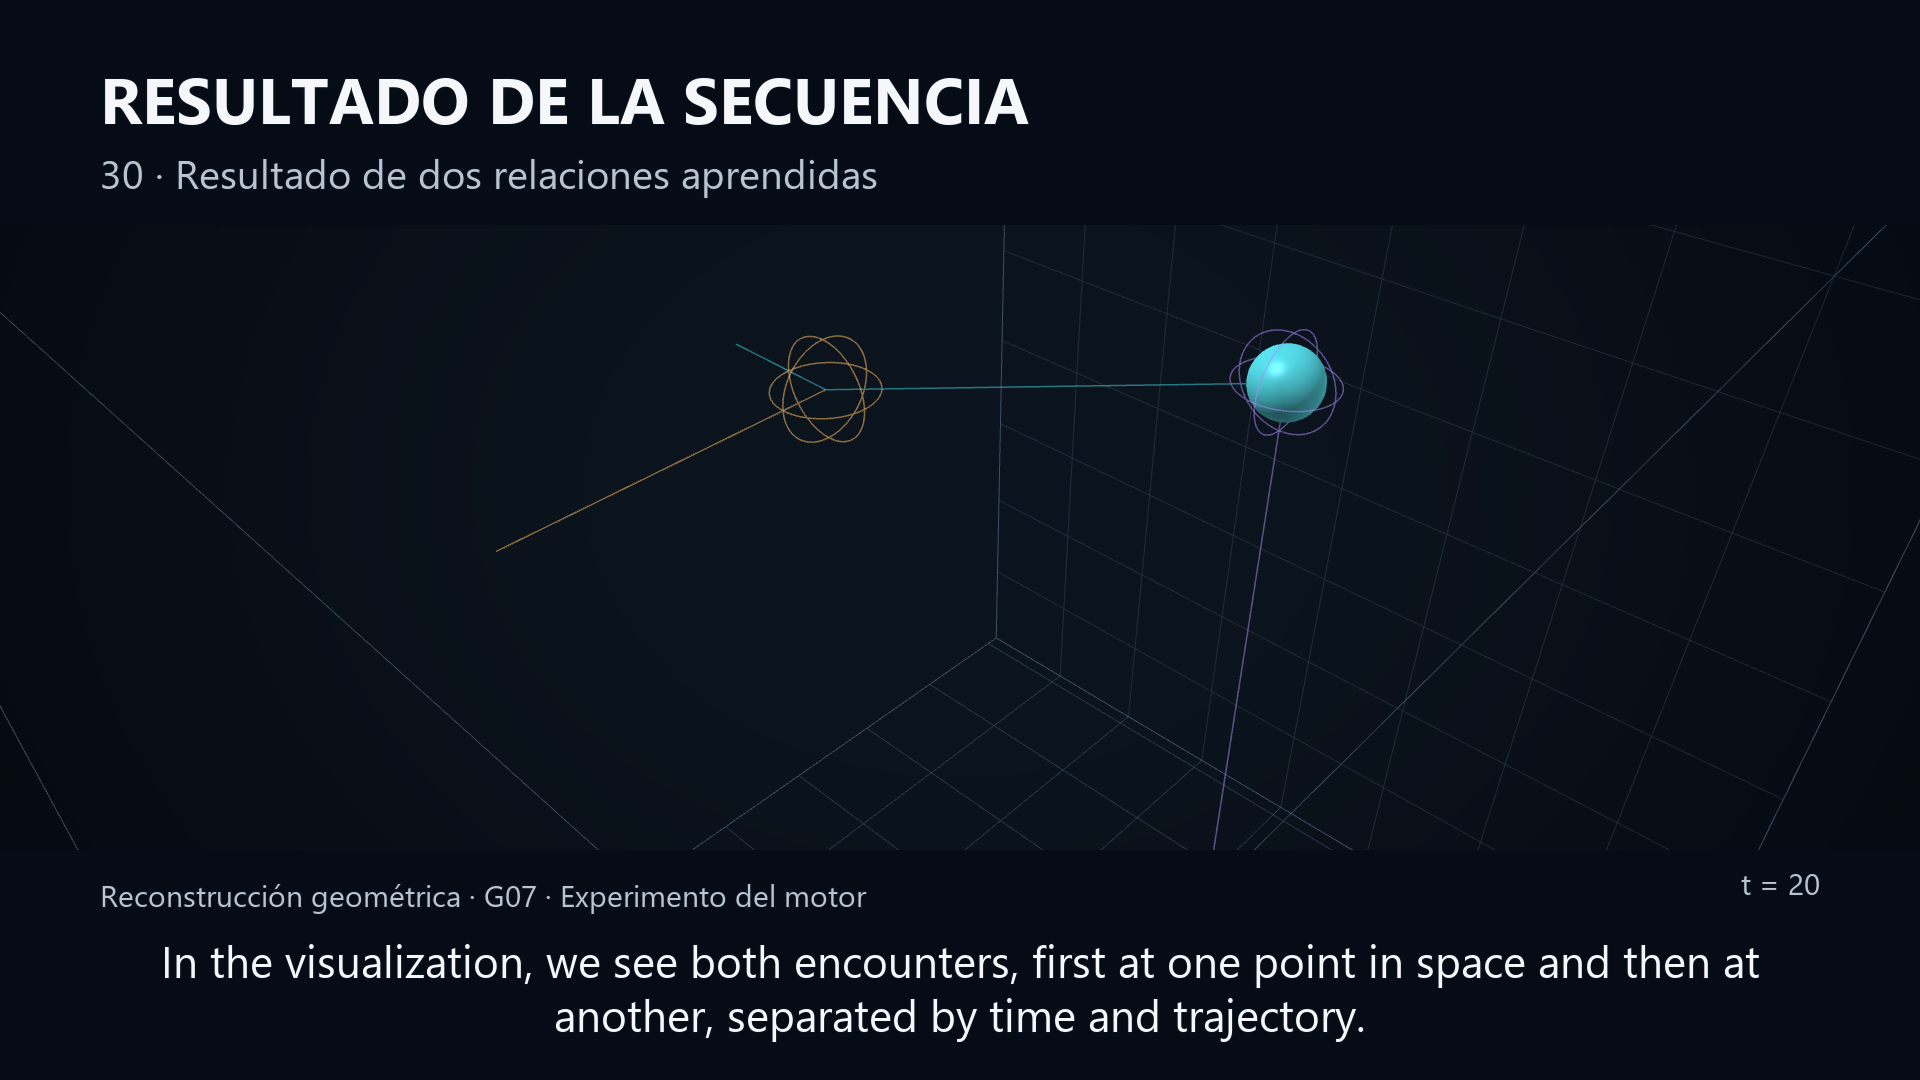 RESULTADO DE LA SECUENCIA
30 · Resultado de dos relaciones aprendidas
Reconstrucción geométrica · G07 · Experimento del motor
t = 20
In the visualization, we see both encounters, first at one point in space and then at
another, separated by time and trajectory.